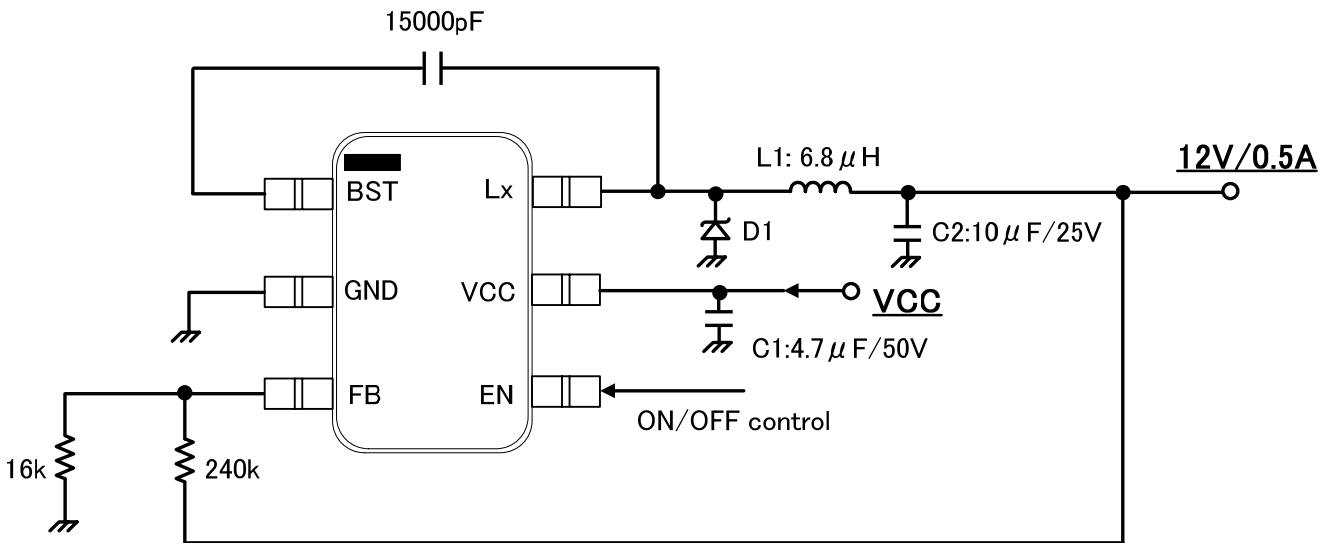 15000pF
L1: 6.8μH
12V/0.5A
BST
Lx
D1
C2:10μF/25V
GND
VCC
VCC
C1:4.7μF/50V
FB
EN
ON/OFF control
16k
240k